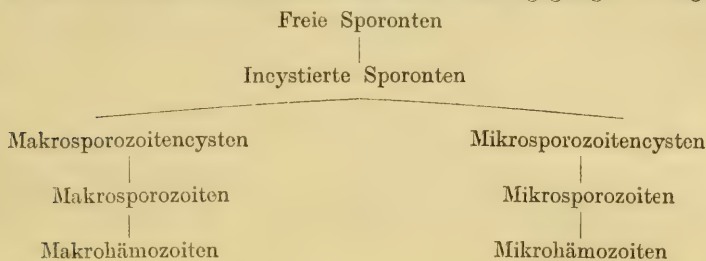 Freie Sporonten
Incystierte Sporonten
Makrosporozoitencysten Mikrosporozoitencysten
Makrosporozoiten Mikrosporozoiten
Makrohämozoiten Mikrohämozoiten